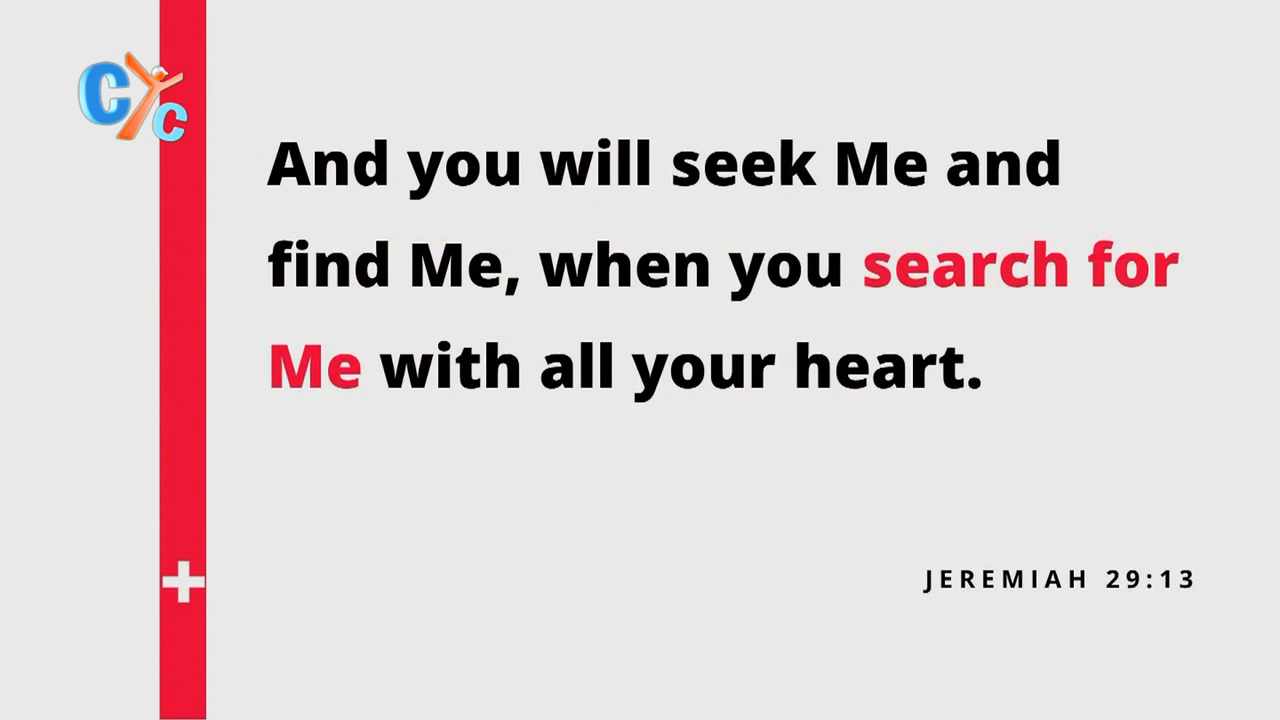 CYC
And you will seek Me and
find Me, when you search for
Me with all your heart.
JEREMIAH 29:13